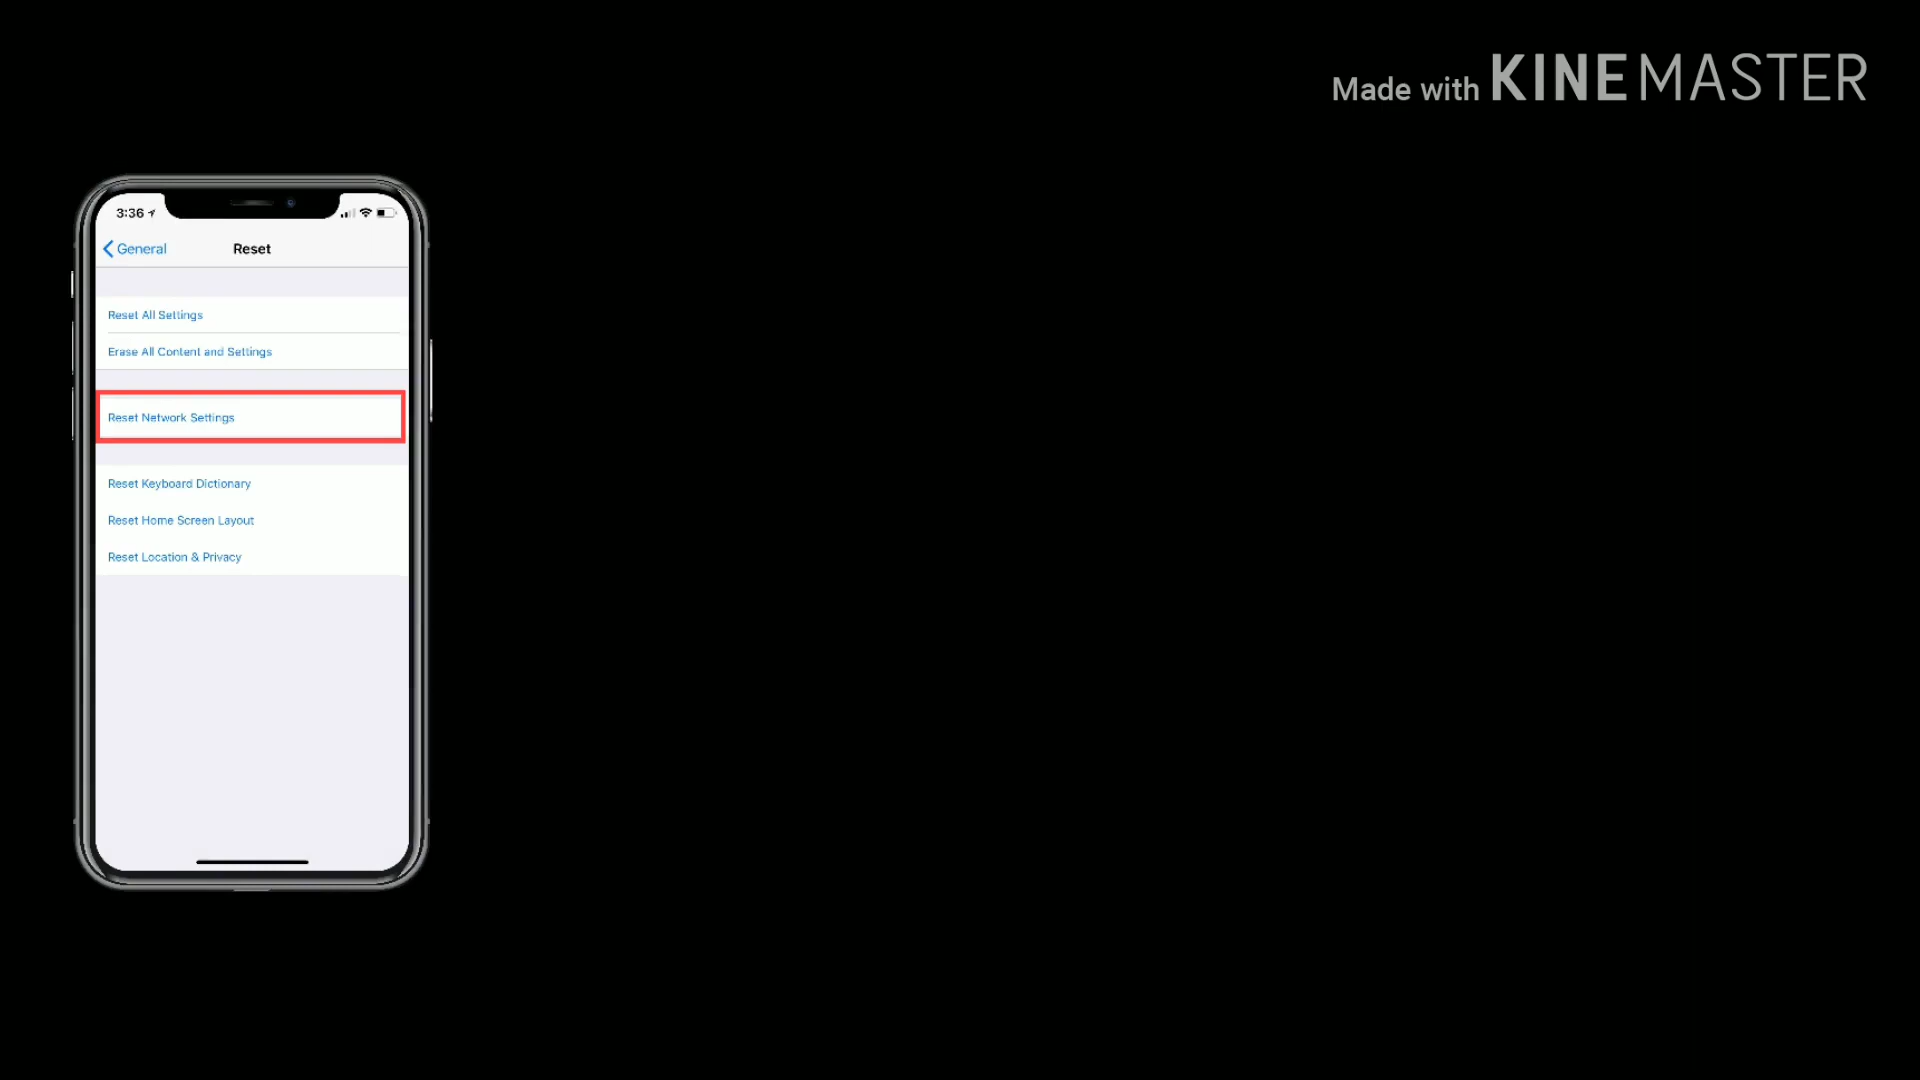 Made with KINEMASTER
3:36
General
Reset
Reset All Settings
Erase All Content and Settings
Reset Network Settings
Reset Keyboard Dictionary
Reset Home Screen Layout
Reset Location & Privacy